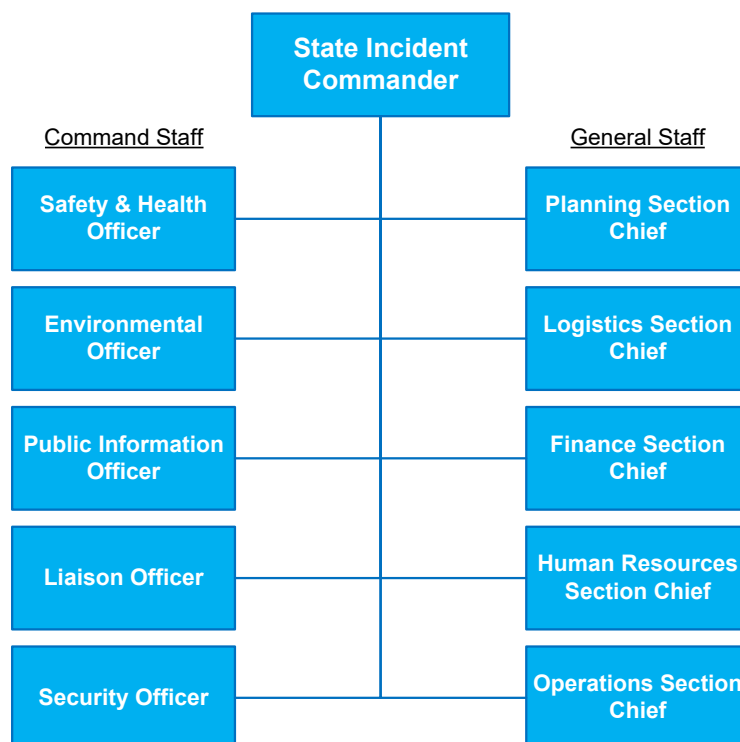 State Incident
Commander
Command Staff
General Staff
Safety & Health
Officer
Planning Section
Chief
Environmental
Officer
Logistics Section
Chief
Public Information
Officer
Finance Section
Chief
Liaison Officer
Human Resources
Section Chief
Security Officer
Operations Section
Chief